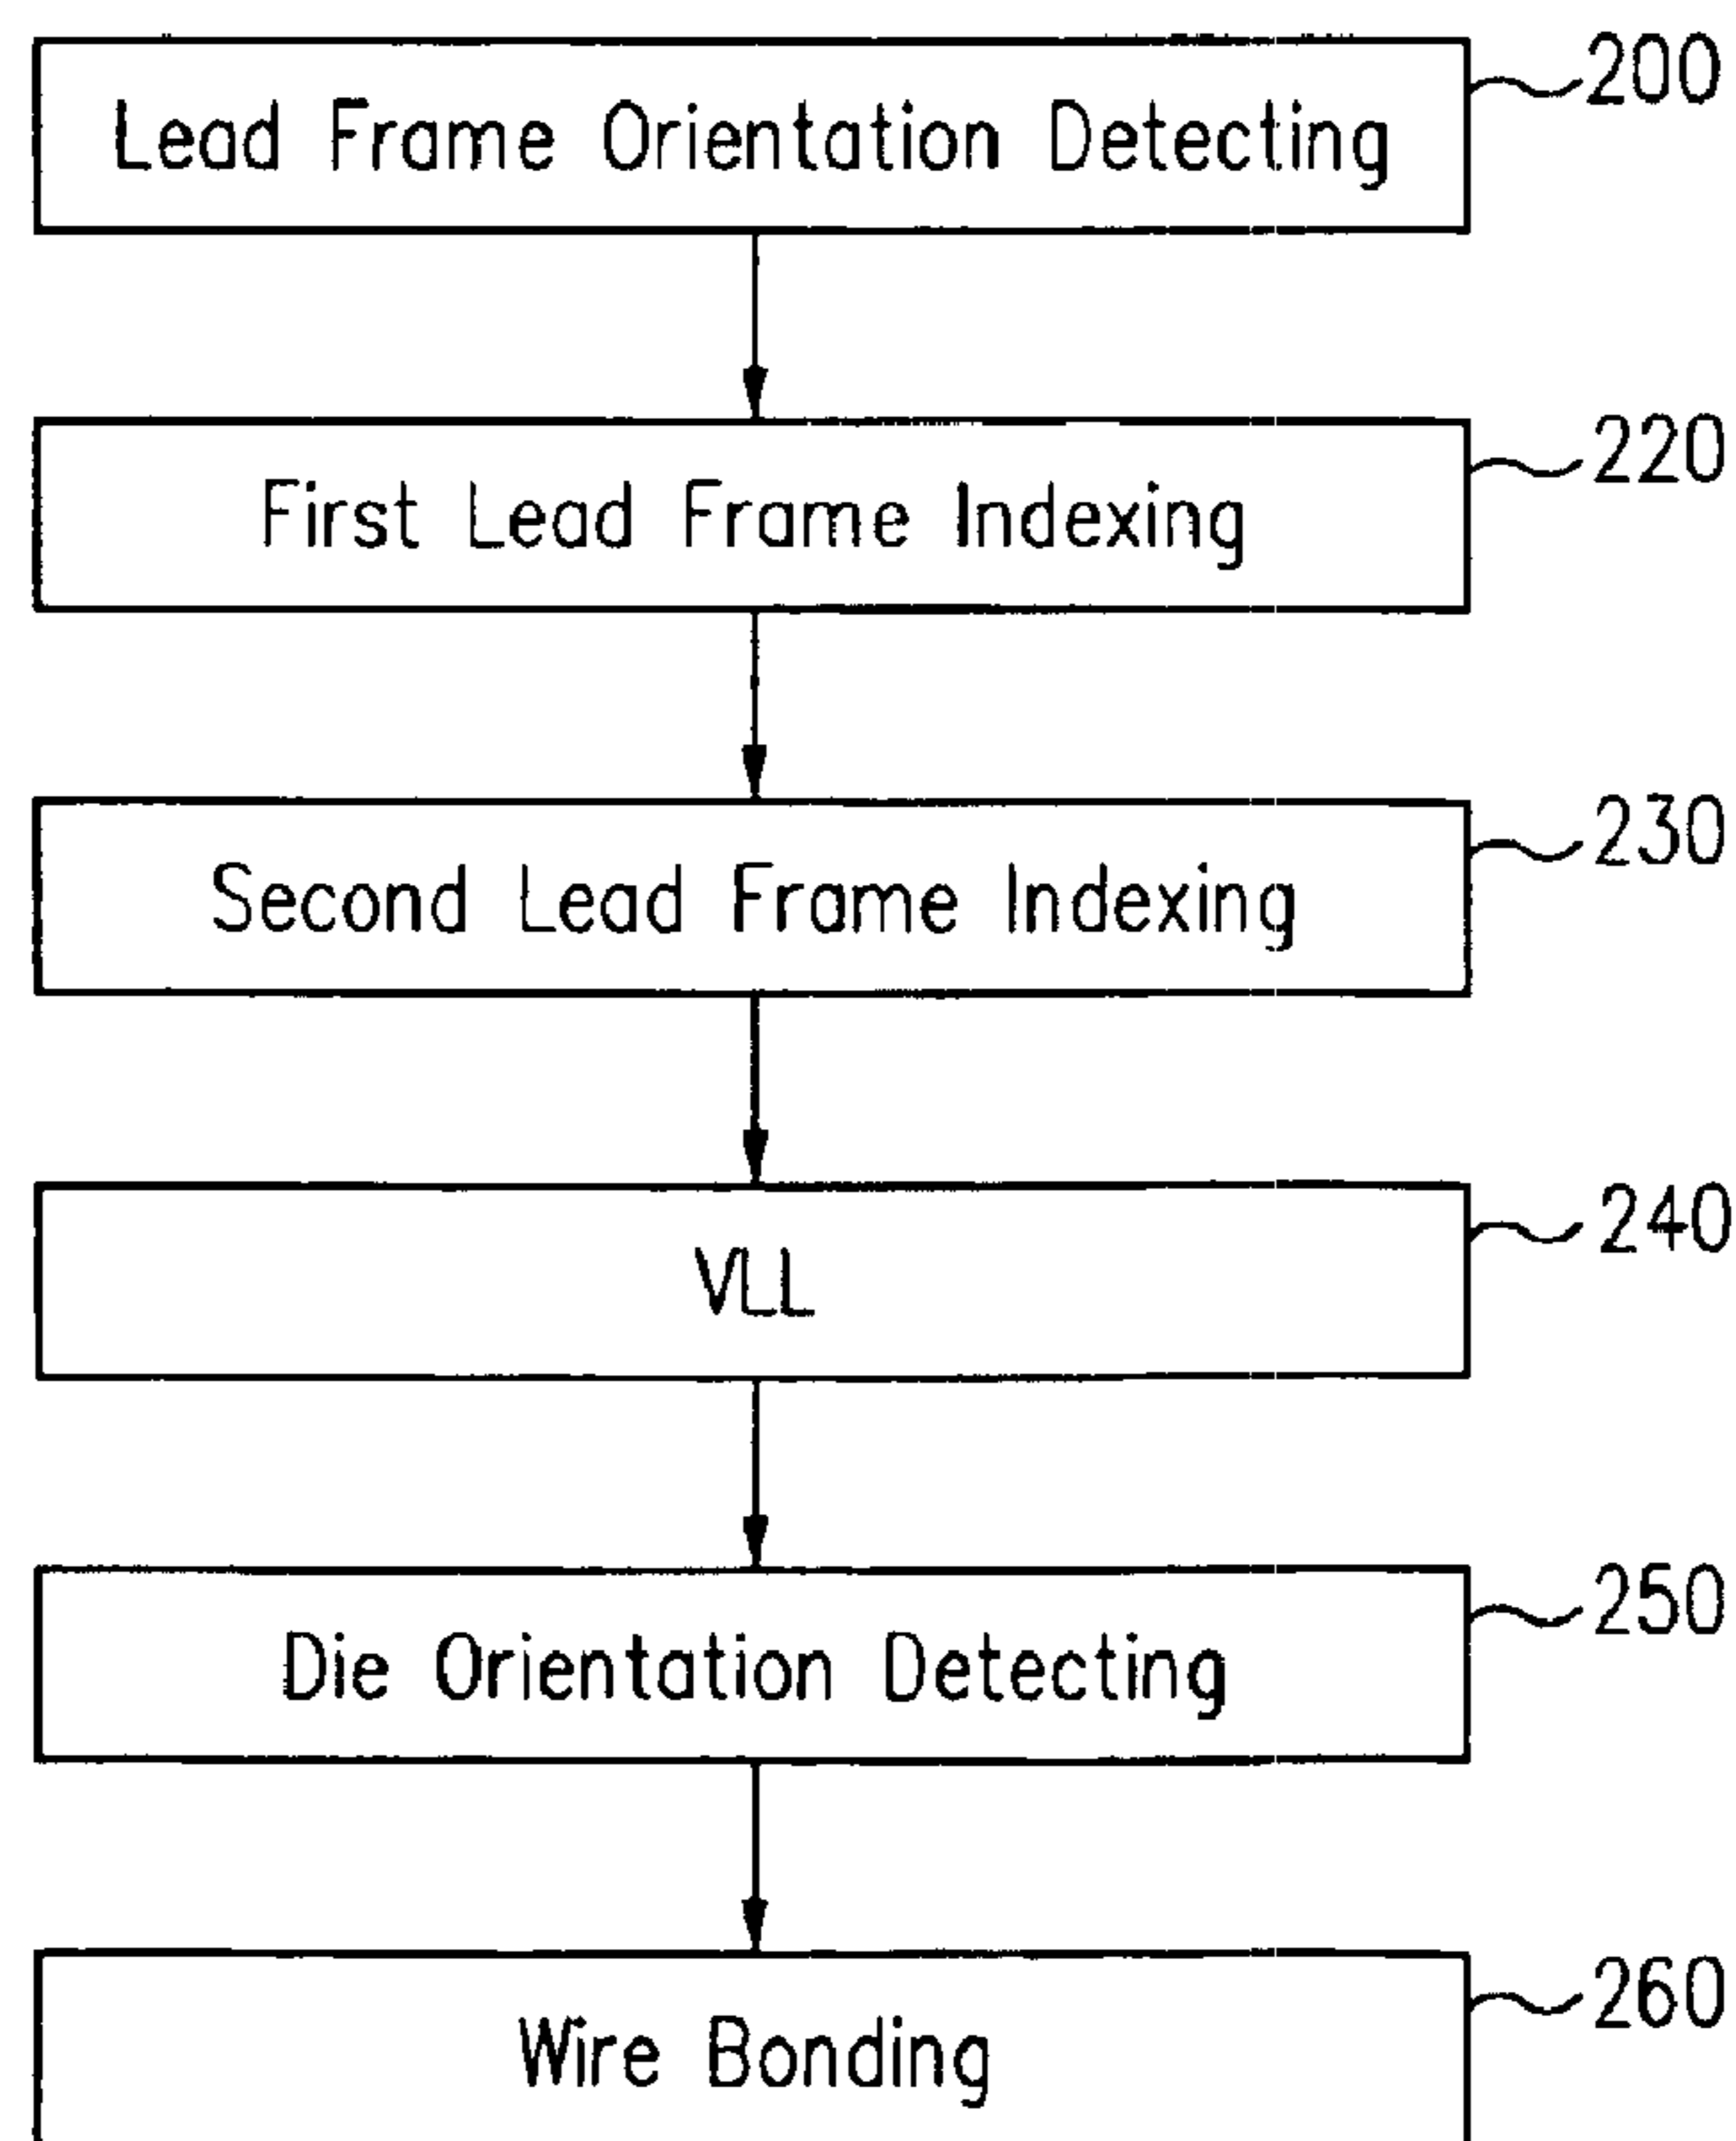 Lead Frame Orientation Detecting
200
First Lead Frame Indexing
220
Second Lead Frame Indexing
230
VLL
240
Die Orientation Detecting
250
Wire Bonding
260